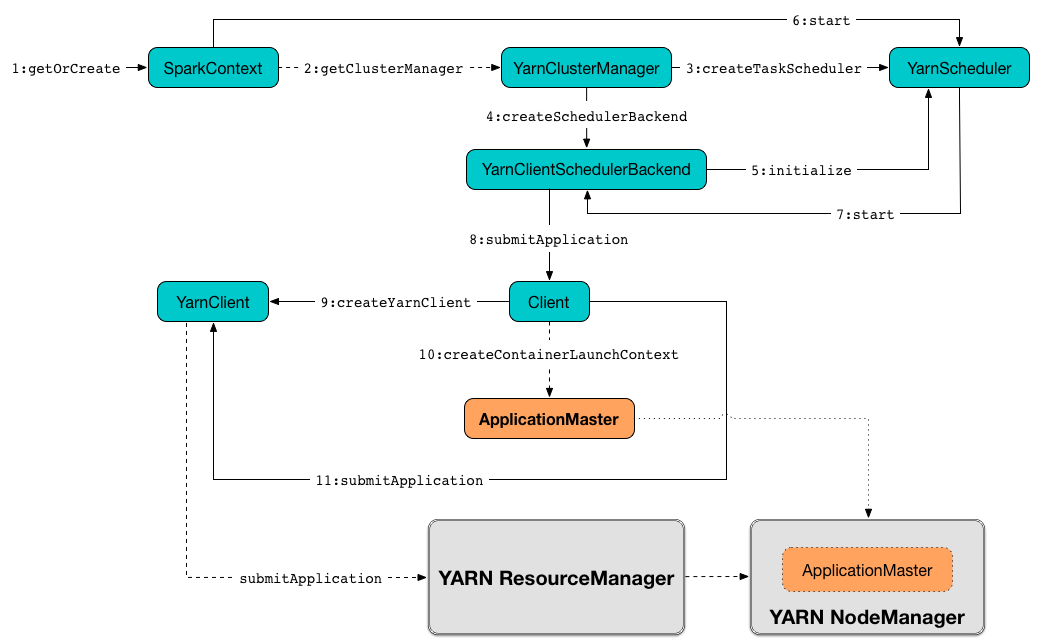 6:start
1:getOrCreate
SparkContext
2:getClusterManager
YarnClusterManager
3:createTaskScheduler
YarnScheduler
4:createSchedulerBackend
YarnClientSchedulerBackend
5:initialize
7:start
8:submitApplication
YarnClient
9:createYarnClient
Client
10:createContainerLaunchContext
ApplicationMaster
11:submitApplication
submitApplication
YARN ResourceManager
ApplicationMaster
YARN NodeManager